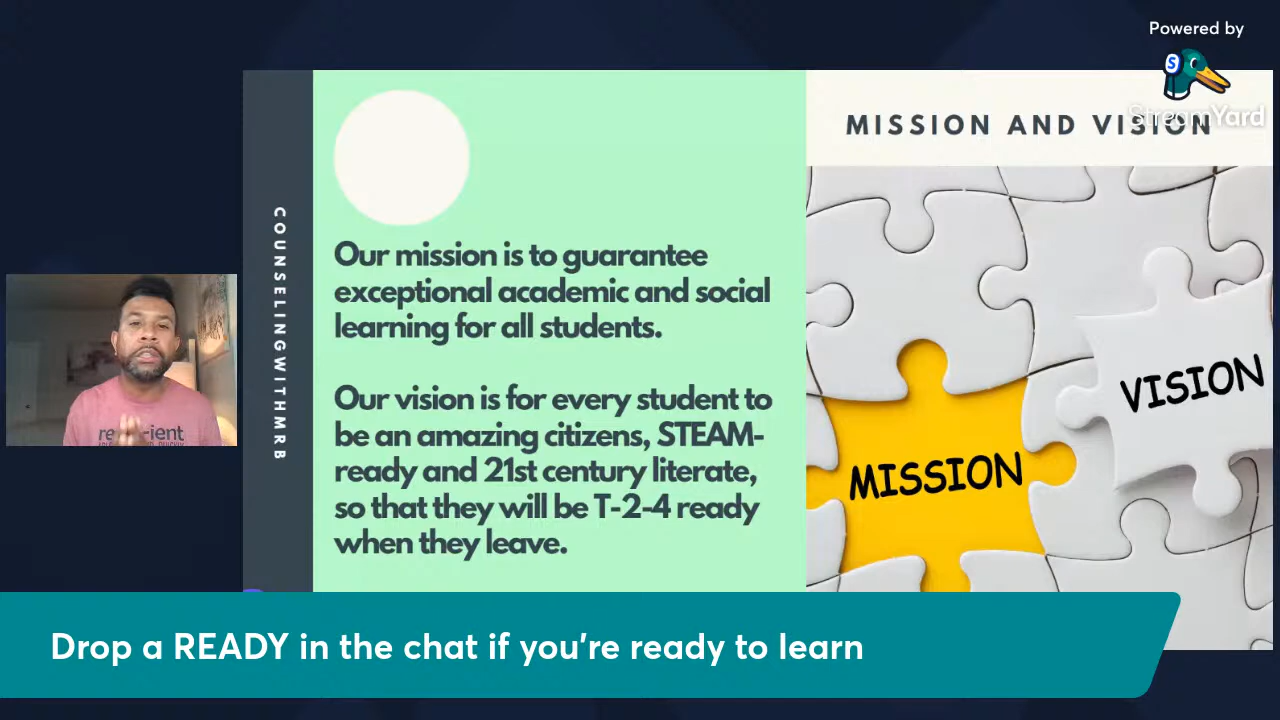 Powered by
StreamYard
MISSION AND VISION
COUNSELINGWITHMRB
Our mission is to guarantee
exceptional academic and social
learning for all students.
Our vision is for every student to
be an amazing citizens, STEAM-
ready and 21st century literate,
so that they will be T-2-4 ready
when they leave.
MISSION
VISION
Drop a READY in the chat if you're ready to learn